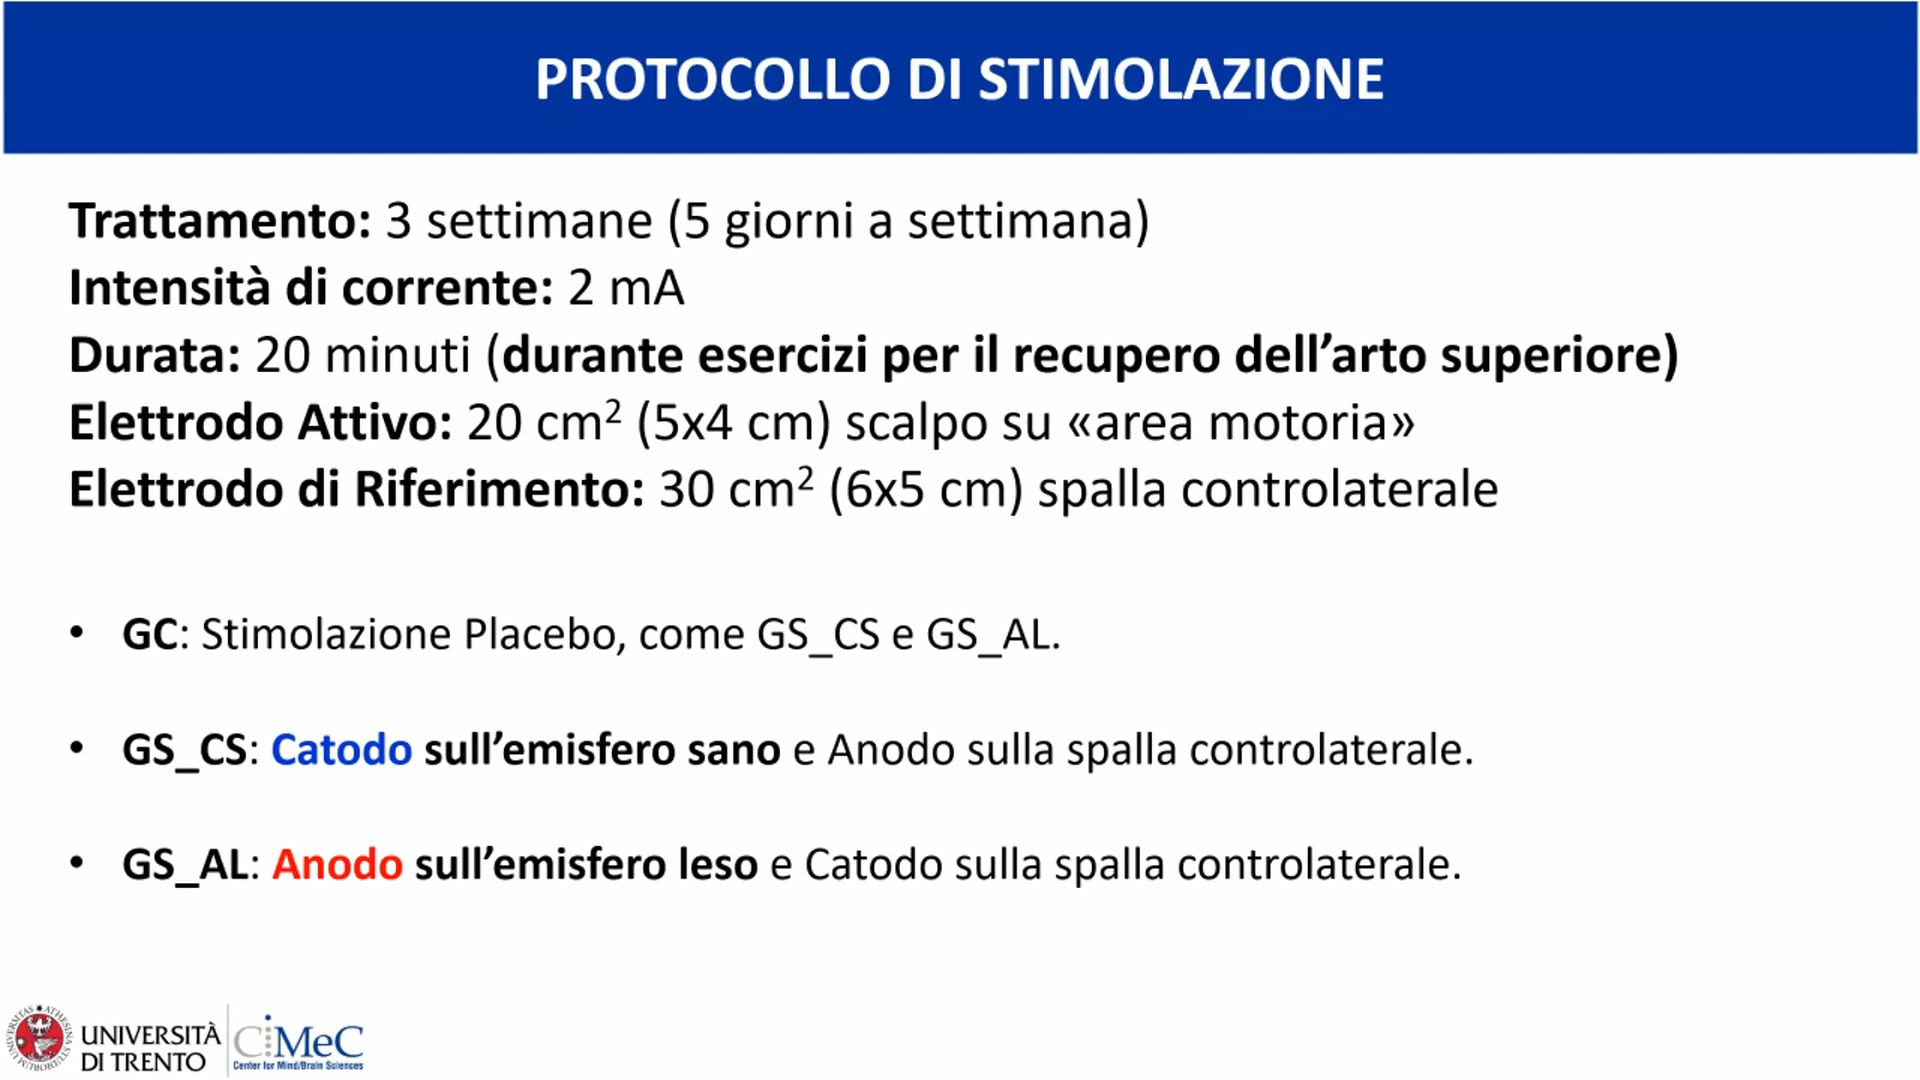 PROTOCOLLO DI STIMOLAZIONE
Trattamento: 3 settimane (5 giorni a settimana)
Intensità di corrente: 2 mA
Durata: 20 minuti (durante esercizi per il recupero dell’arto superiore)
Elettrodo Attivo: 20 cm² (5x4 cm) scalpo su «area motoria»
Elettrodo di Riferimento: 30 cm² (6x5 cm) spalla controlaterale
• GC: Stimolazione Placebo, come GS_CS e GS_AL.
• GS_CS: Catodo sull’emisfero sano e Anodo sulla spalla controlaterale.
• GS_AL: Anodo sull’emisfero leso e Catodo sulla spalla controlaterale.
UNIVERSITÀ
DI TRENTO
CiMeC
Center for Mind/Brain Sciences